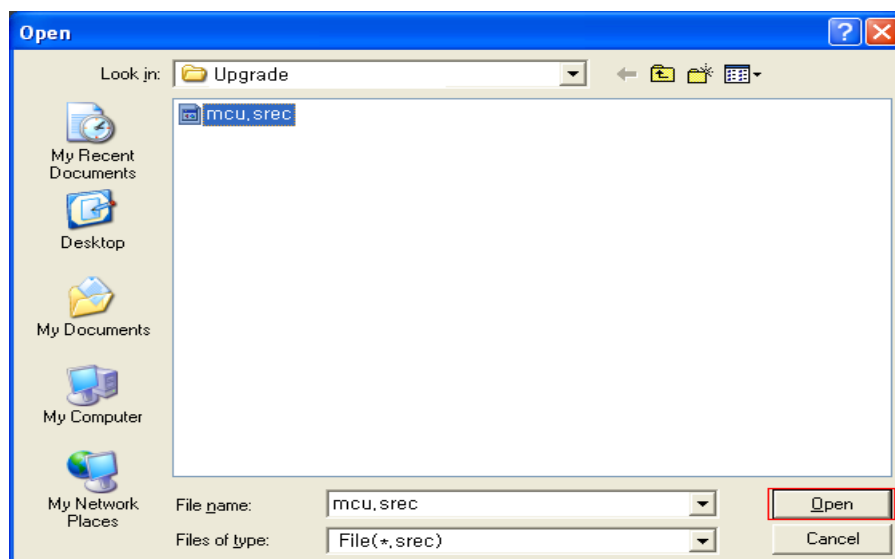 Open
Look in: Upgrade
mcu.srec
My Recent
Documents
Desktop
My Documents
My Computer
My Network
Places
File name: mcu.srec Open
Files of type: File(*.srec) Cancel